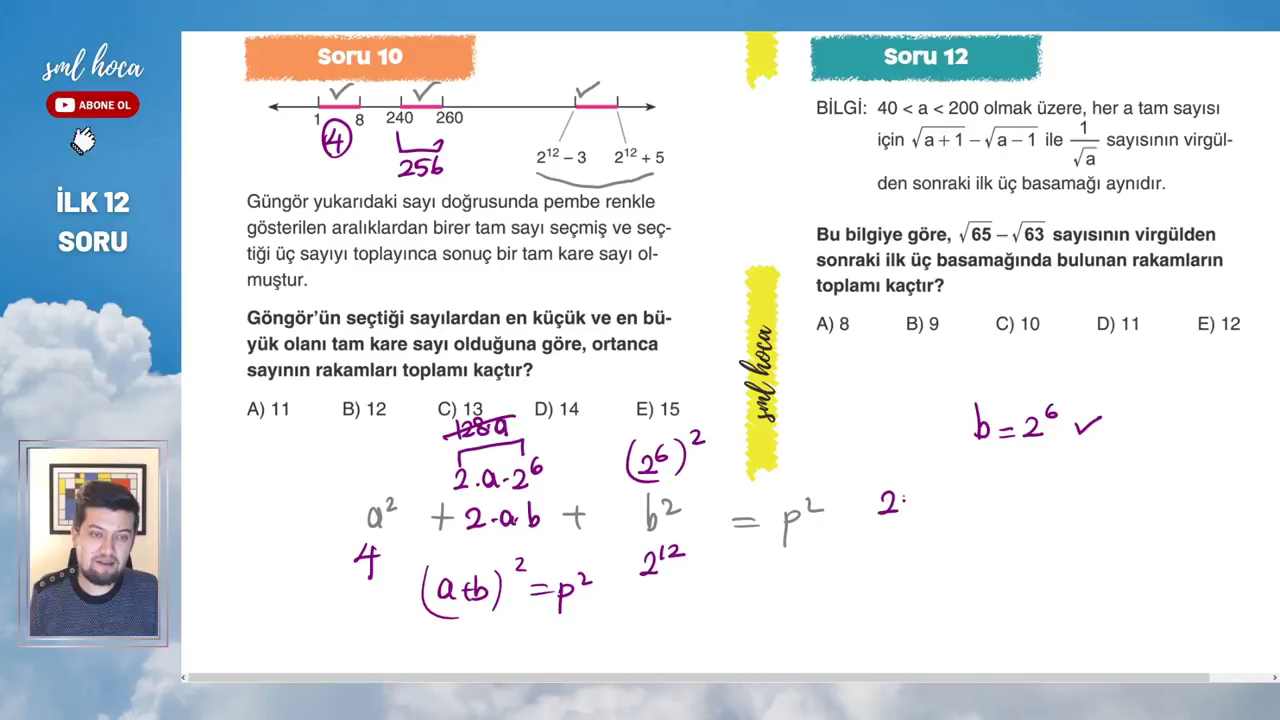 sml hoca
ABONE OL
İLK 12
SORU
Soru 10
1 8 240 260
4
256
2¹² – 3 2¹² + 5
Güngör yukarıdaki sayı doğrusunda pembe renkle
gösterilen aralıklardan birer tam sayı seçmiş ve seç-
tiği üç sayıyı toplayınca sonuç bir tam kare sayı ol-
muştur.
Göngör’ün seçtiği sayılardan en küçük ve en bü-
yük olanı tam kare sayı olduğuna göre, ortanca
sayının rakamları toplamı kaçtır?
A) 11 B) 12 C) 13 D) 14 E) 15
128a
2·a·2⁶ (2⁶)²
a² + 2·a·b + b² = p²
4 2¹²
(a+b)² = p²
sml hoca
Soru 12
BİLGİ: 40 < a < 200 olmak üzere, her a tam sayısı
için √a + 1 – √a – 1 ile 1/√a sayısının virgül-
den sonraki ilk üç basamağı aynıdır.
Bu bilgiye göre, √65 – √63 sayısının virgülden
sonraki ilk üç basamağında bulunan rakamların
toplamı kaçtır?
A) 8 B) 9 C) 10 D) 11 E) 12
b = 2⁶ ✓
2·